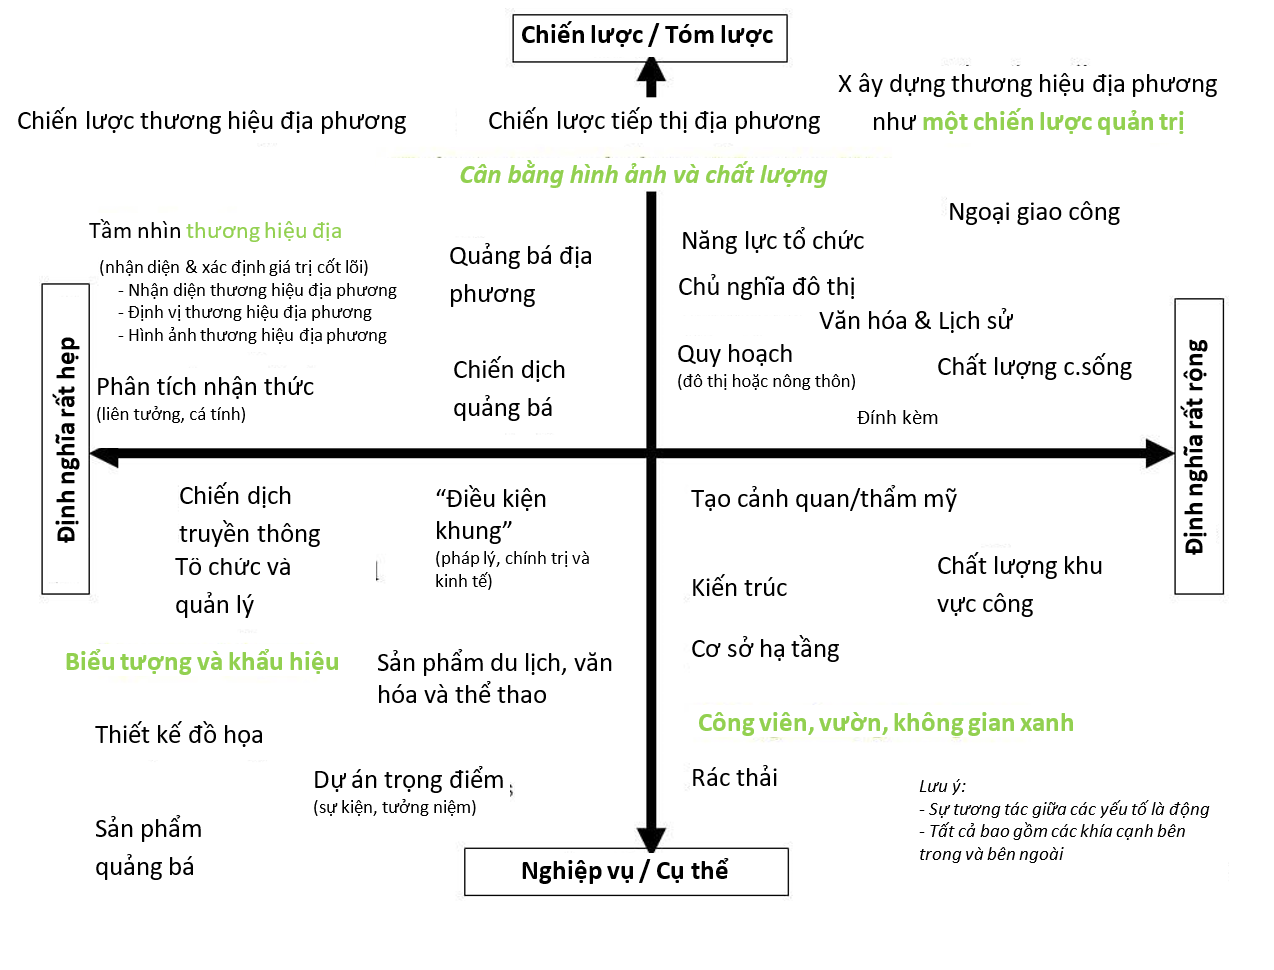 Chiến lược / Tóm lược
X ây dựng thương hiệu địa phương
như một chiến lược quản trị
Chiến lược thương hiệu địa phương
Chiến lược tiếp thị địa phương
Cân bằng hình ảnh và chất lượng
Tầm nhìn thương hiệu địa
(nhận diện & xác định giá trị cốt lõi)
- Nhận diện thương hiệu địa phương
- Định vị thương hiệu địa phương
- Hình ảnh thương hiệu địa phương
Phân tích nhận thức
(liên tưởng, cá tính)
Quảng bá địa
phương
Chiến dịch
quảng bá
Ngoại giao công
Năng lực tổ chức
Chủ nghĩa đô thị
Văn hóa & Lịch sử
Quy hoạch
(đô thị hoặc nông thôn)
Chất lượng c.sống
Đính kèm
Định nghĩa rất hẹp
Định nghĩa rất rộng
Chiến dịch
truyền thông
Tô chức và
quản lý
“Điều kiện
khung”
(pháp lý, chính trị và
kinh tế)
Biểu tượng và khẩu hiệu
Sản phẩm du lịch, văn
hóa và thể thao
Thiết kế đồ họa
Dự án trọng điểm
(sự kiện, tưởng niệm)
Sản phẩm
quảng bá
Tạo cảnh quan/thẩm mỹ
Chất lượng khu
vực công
Kiến trúc
Cơ sở hạ tầng
Công viên, vườn, không gian xanh
Rác thải
Lưu ý:
- Sự tương tác giữa các yếu tố là động
- Tất cả bao gồm các khía cạnh bên
trong và bên ngoài
Nghiệp vụ / Cụ thể